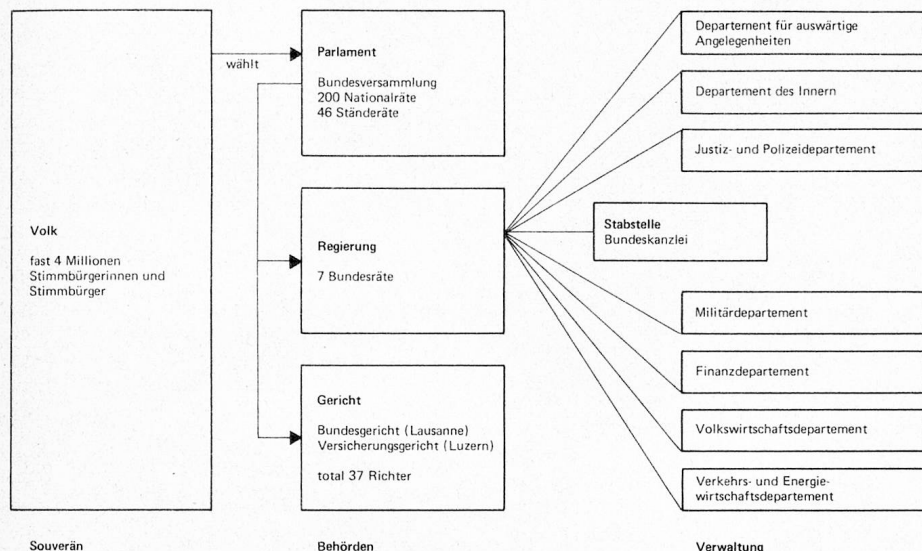 Volk
fast 4 Millionen
Stimmbürgerinnen und
Stimmbürger
Souverän
wählt
Parlament
Bundesversammlung
200 Nationalräte
46 Ständeräte
Regierung
7 Bundesräte
Gericht
Bundesgericht (Lausanne)
Versicherungsgericht (Luzern)
total 37 Richter
Behörden
Departement für auswärtige
Angelegenheiten
Departement des Innern
Justiz- und Polizeidepartement
Stabstelle
Bundeskanzlei
Militärdepartement
Finanzdepartement
Volkswirtschaftsdepartement
Verkehrs- und Energie-
wirtschaftsdepartement
Verwaltung